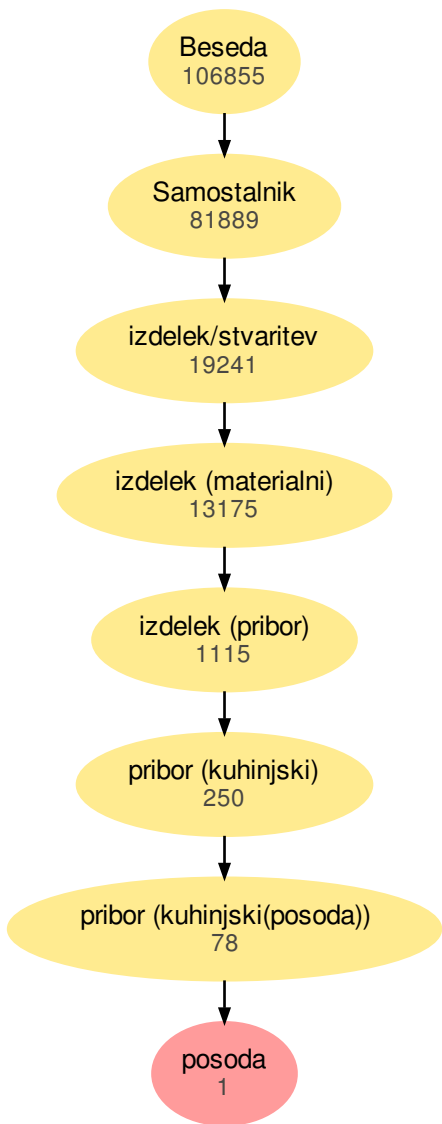 Beseda
106855
Samostalnik
81889
izdelek/stvaritev
19241
izdelek (materialni)
13175
izdelek (pribor)
1115
pribor (kuhinjski)
250
pribor (kuhinjski(posoda))
78
posoda
1